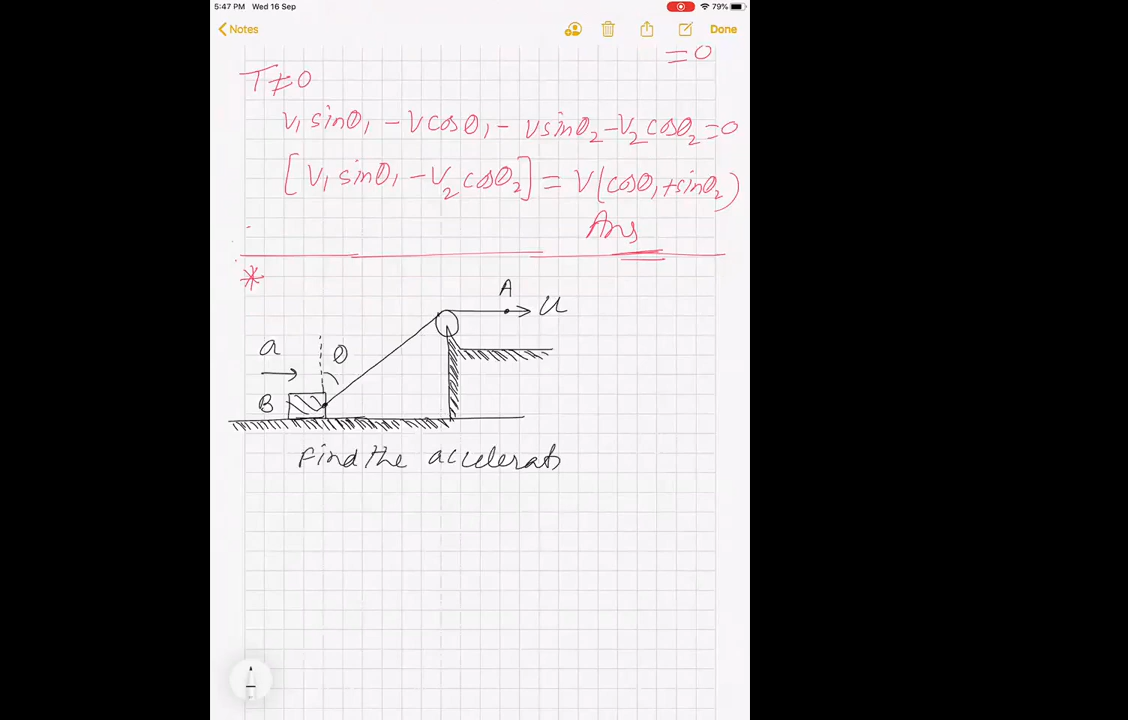 5:47 PM Wed 16 Sep 79%
Notes Done
= 0
T ≠ 0
v₁ sinθ₁ - v cosθ₁ - v sinθ₂ - v₂ cosθ₂ = 0
[v₁ sinθ₁ - v₂ cosθ₂] = v(cosθ₁ + sinθ₂)
Ans
*
A
u
a
θ
B
Find the accelerat